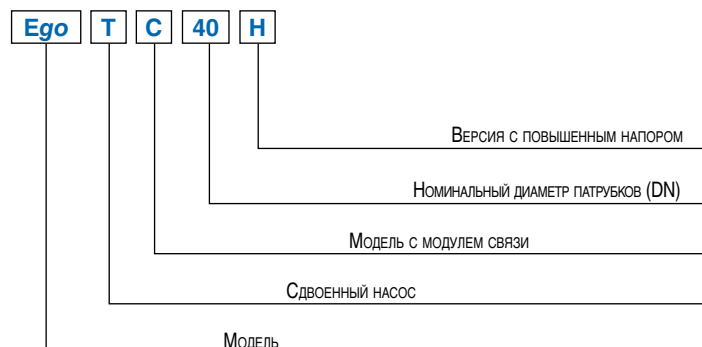 Ego T C 40 H
Версия с повышенным напором
Номинальный диаметр патрубков (DN)
Модель с модулем связи
Сдвоенный насос
Модель